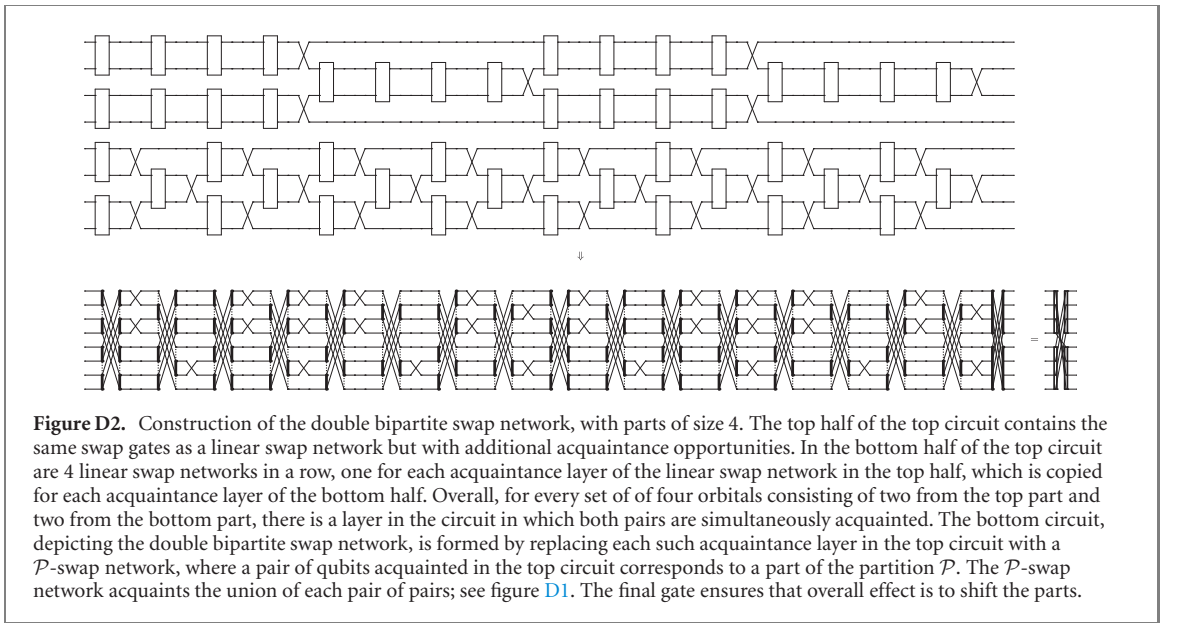 ⇓
=
Figure D2. Construction of the double bipartite swap network, with parts of size 4. The top half of the top circuit contains the
same swap gates as a linear swap network but with additional acquaintance opportunities. In the bottom half of the top circuit
are 4 linear swap networks in a row, one for each acquaintance layer of the linear swap network in the top half, which is copied
for each acquaintance layer of the bottom half. Overall, for every set of of four orbitals consisting of two from the top part and
two from the bottom part, there is a layer in the circuit in which both pairs are simultaneously acquainted. The bottom circuit,
depicting the double bipartite swap network, is formed by replacing each such acquaintance layer in the top circuit with a
𝒫-swap network, where a pair of qubits acquainted in the top circuit corresponds to a part of the partition 𝒫. The 𝒫-swap
network acquaints the union of each pair of pairs; see figure D1. The final gate ensures that overall effect is to shift the parts.